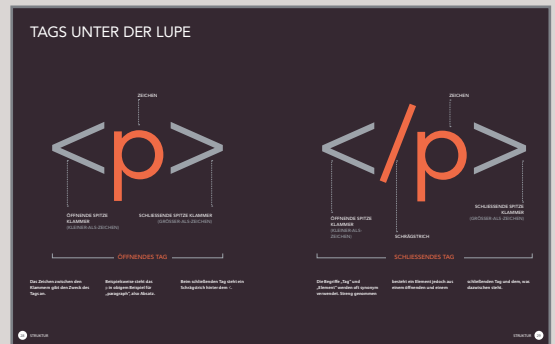 TAGS UNTER DER LUPE
ZEICHEN
<p>
ÖFFNENDE SPITZE
KLAMMER
(KLEINER-ALS-ZEICHEN)
SCHLIESSENDE SPITZE KLAMMER
(GRÖSSER-ALS-ZEICHEN)
ÖFFNENDES TAG
Das Zeichen zwischen den
Klammern gibt den Zweck des
Tags an.
Beispielsweise steht das
p in obigem Beispiel für
„paragraph“, also Absatz.
Beim schließenden Tag steht ein
Schrägstrich hinter dem <.
ZEICHEN
</p>
ÖFFNENDE SPITZE
KLAMMER
(KLEINER-ALS-
ZEICHEN)
SCHRÄGSTRICH
SCHLIESSENDE SPITZE
KLAMMER
(GRÖSSER-ALS-ZEICHEN)
SCHLIESSENDES TAG
Die Begriffe „Tag“ und
„Element“ werden oft synonym
verwendet. Streng genommen
besteht ein Element jedoch aus
einem öffnenden und einem
schließenden Tag und dem, was
dazwischen steht.
STRUKTUR
STRUKTUR